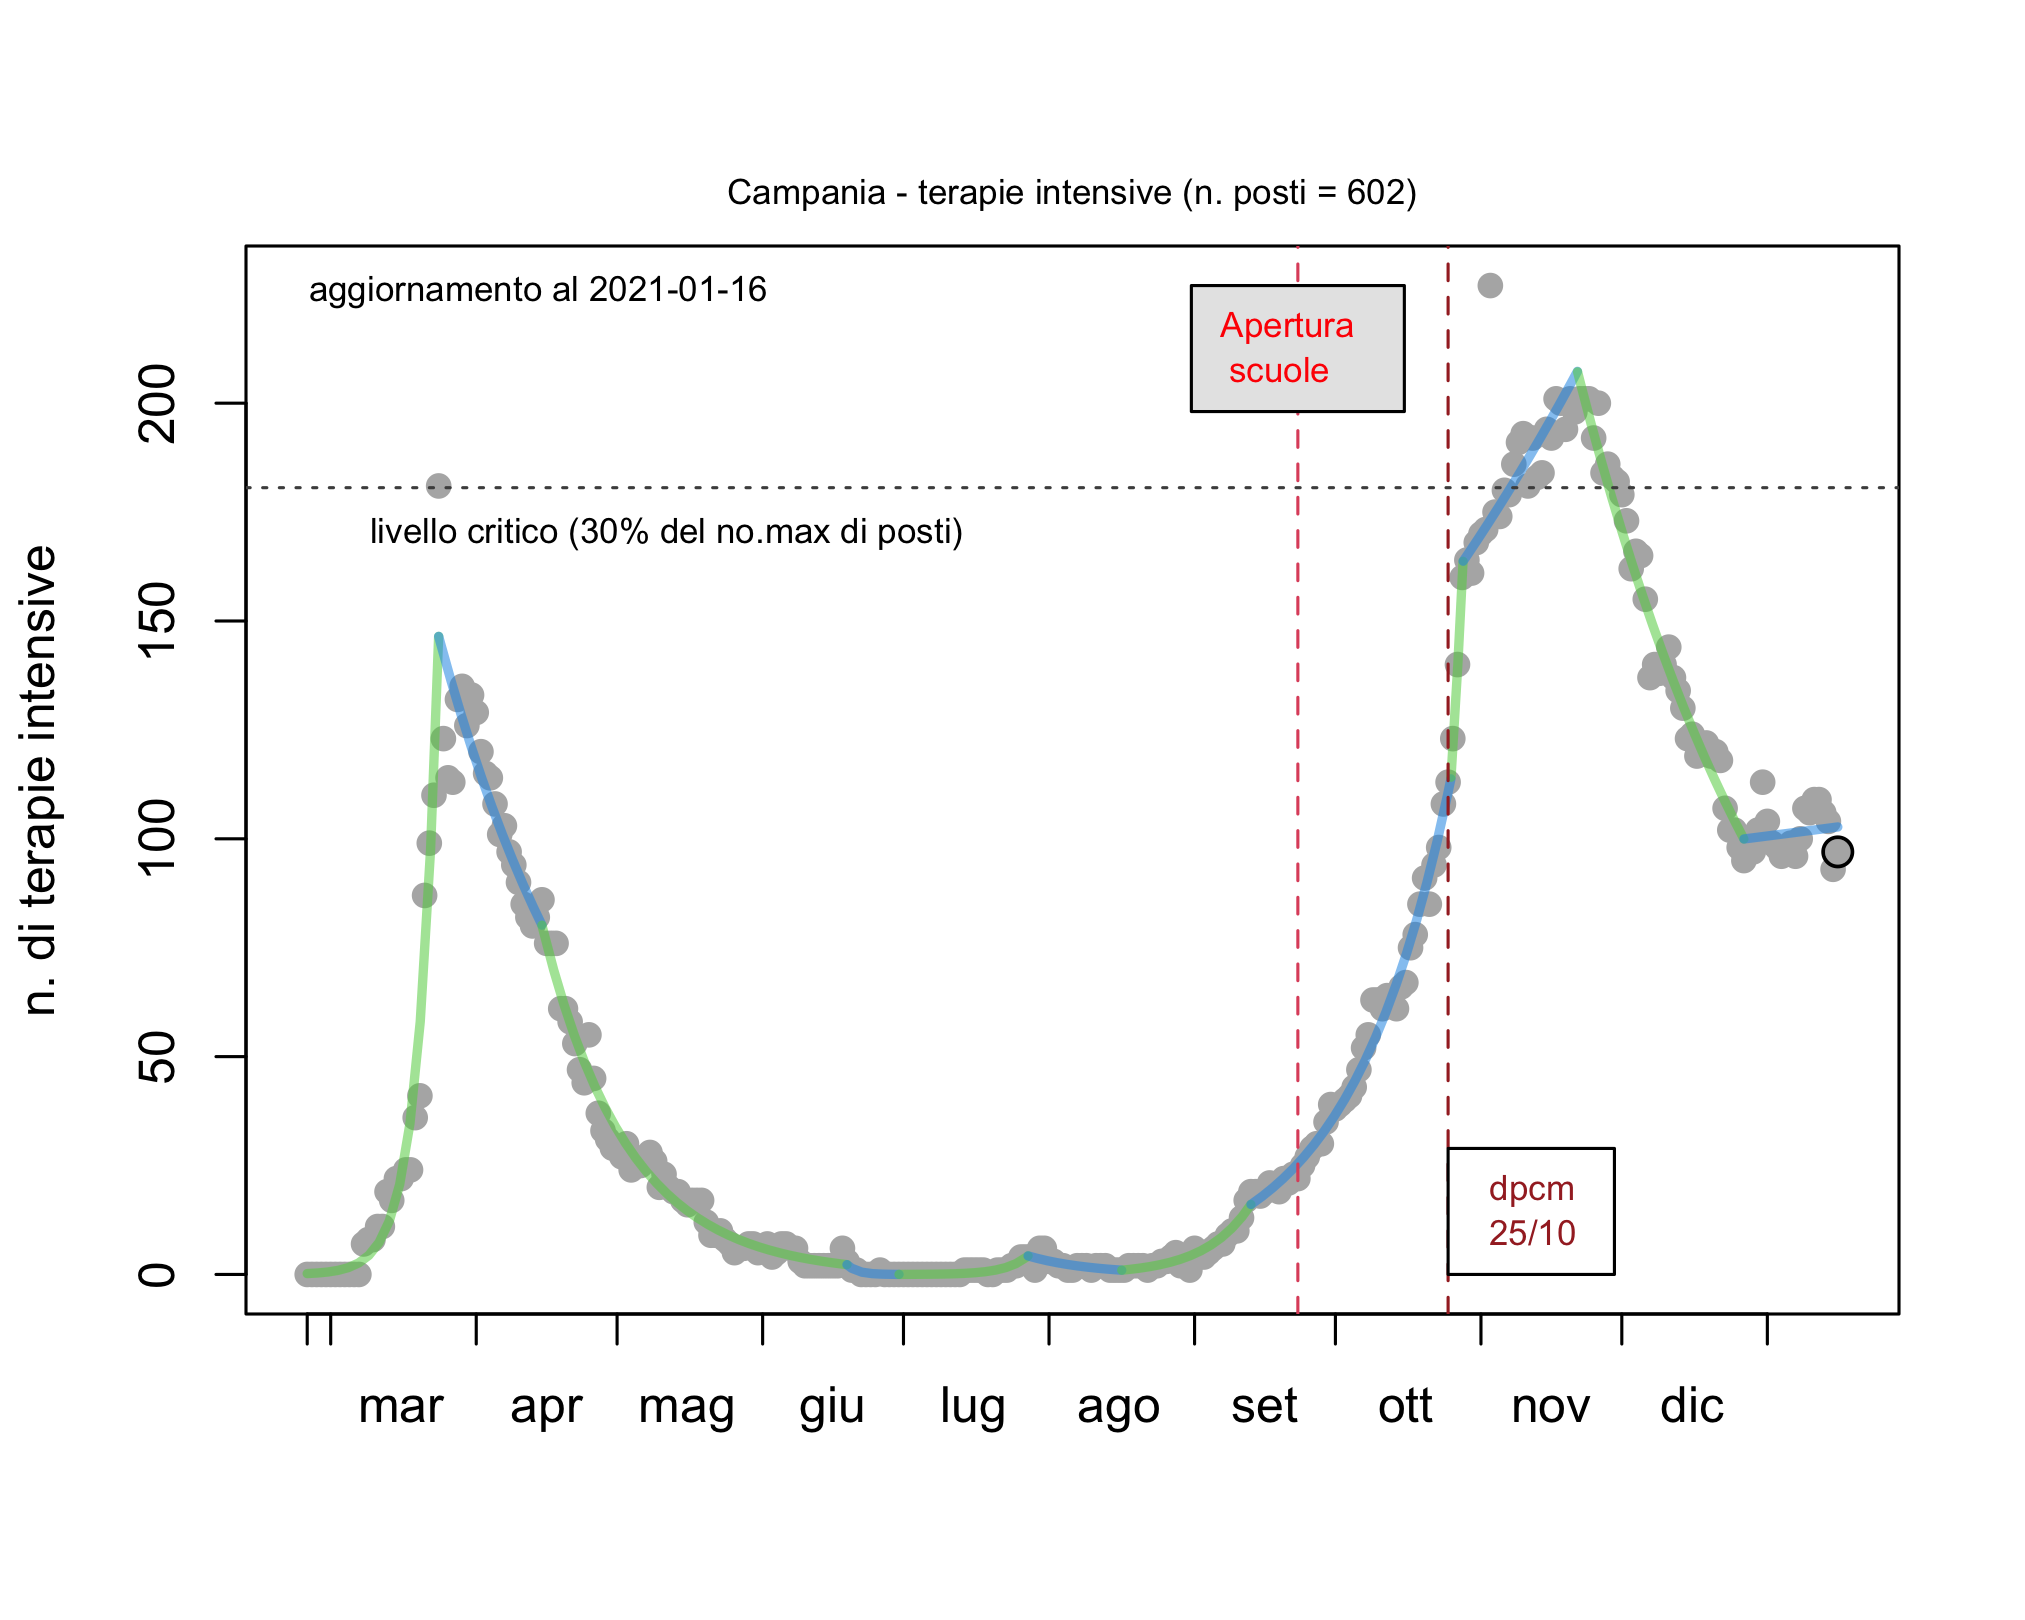 Campania - terapie intensive (n. posti = 602)
aggiornamento al 2021-01-16
Apertura
scuole
livello critico (30% del no.max di posti)
n. di terapie intensive
200
150
100
50
0
dpcm
25/10
mar apr mag giu lug ago set ott nov dic